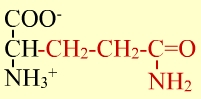 COO⁻
CH-CH₂-CH₂-C=O
NH₃⁺ NH₂